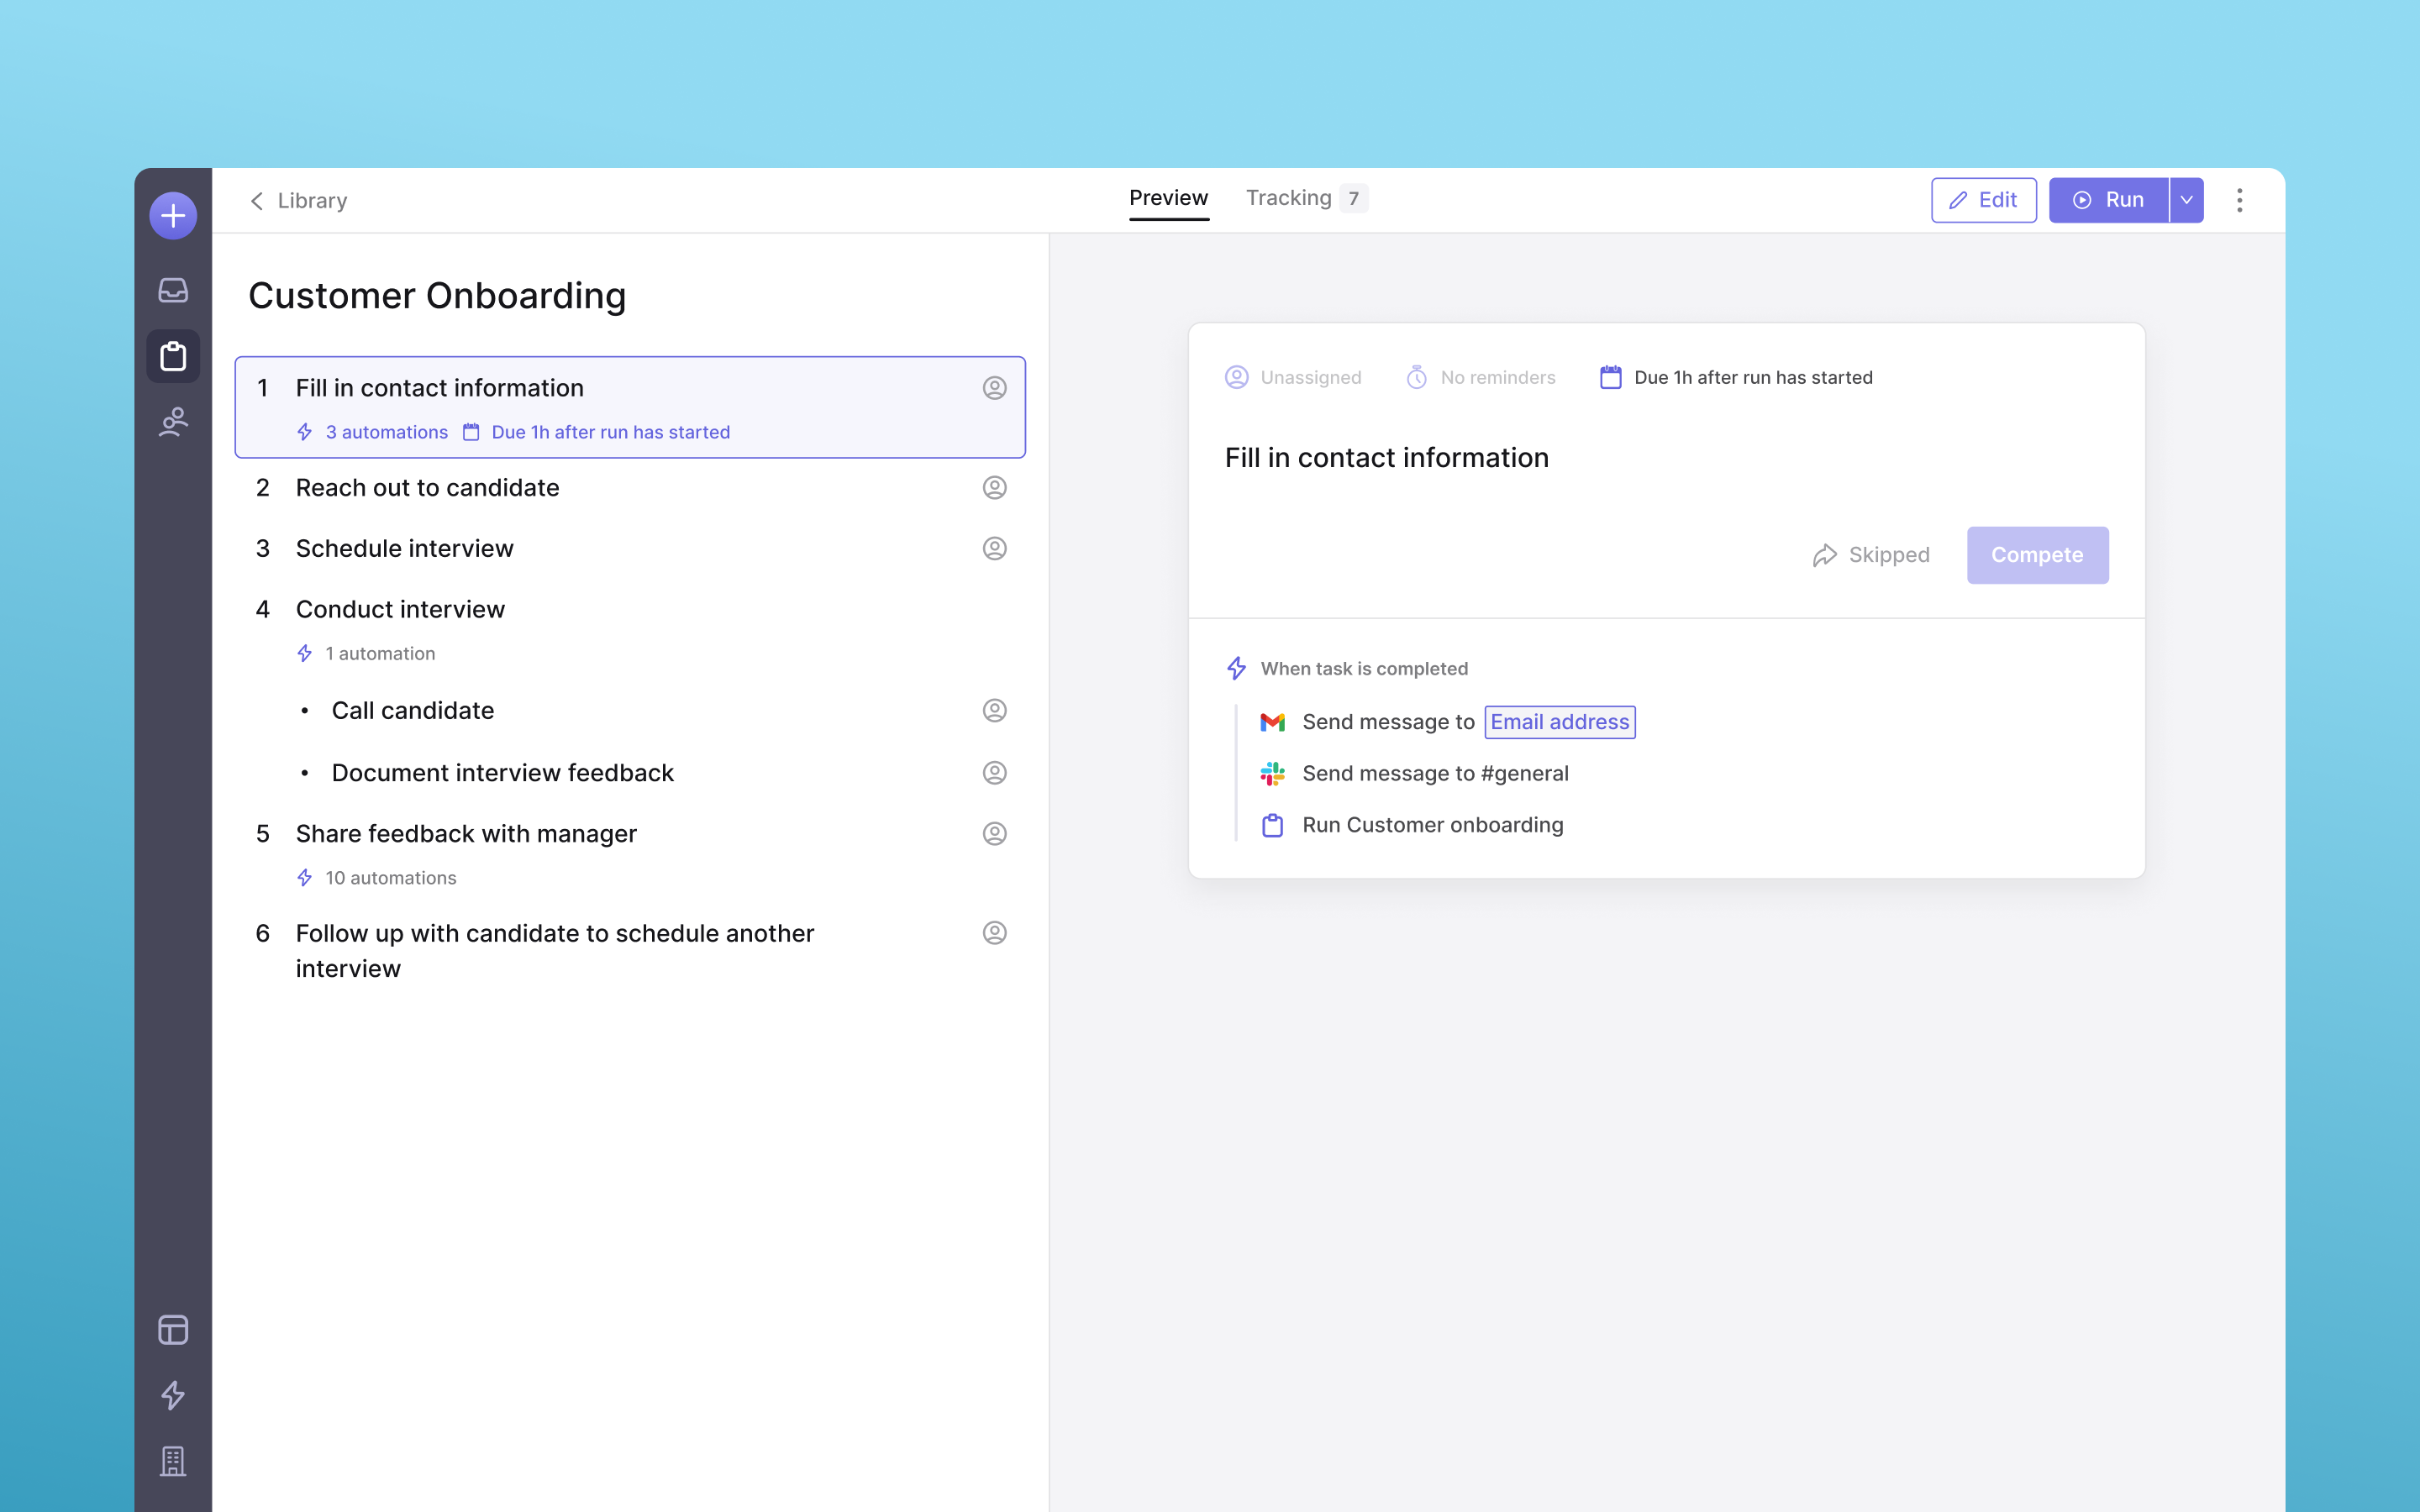 Library
Preview
Tracking 7
Edit
Run
Customer Onboarding
1 Fill in contact information
3 automations Due 1h after run has started
2 Reach out to candidate
3 Schedule interview
4 Conduct interview
1 automation
• Call candidate
• Document interview feedback
5 Share feedback with manager
10 automations
6 Follow up with candidate to schedule another
interview
Unassigned No reminders Due 1h after run has started
Fill in contact information
Skipped Compete
When task is completed
Send message to Email address
Send message to #general
Run Customer onboarding